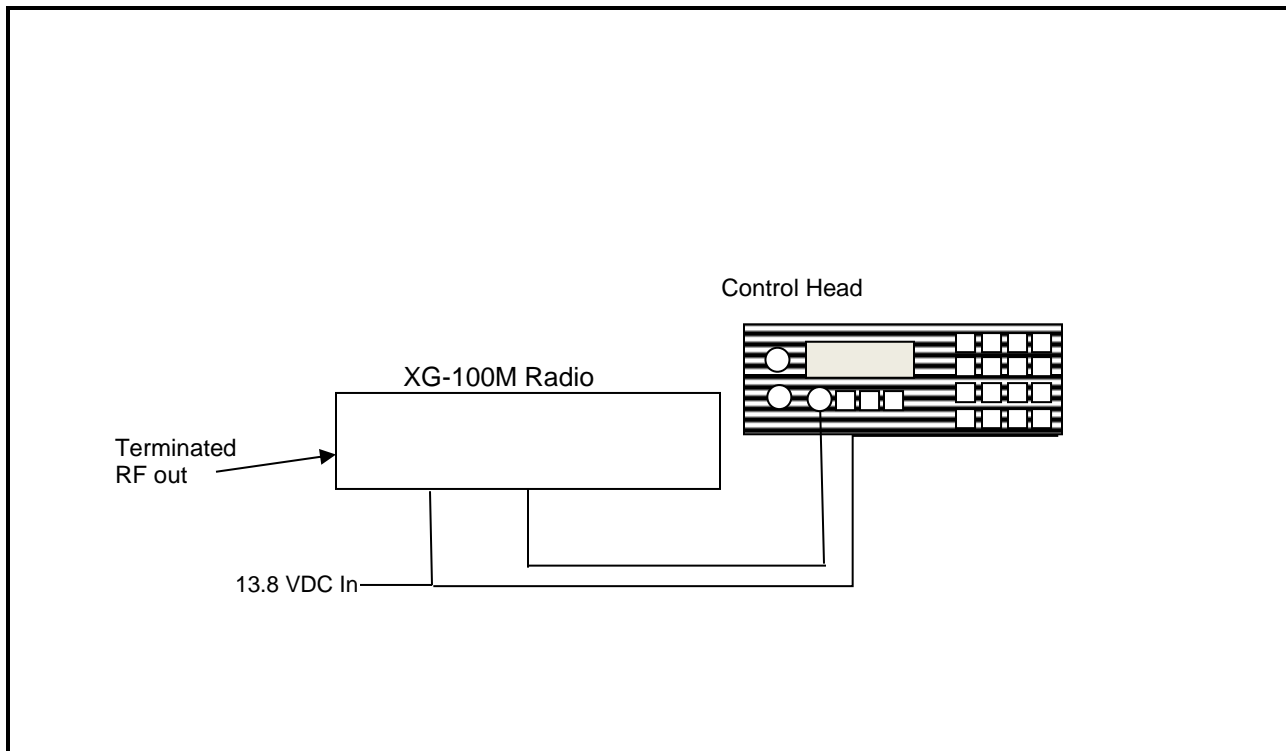 Control Head
XG-100M Radio
Terminated
RF out
13.8 VDC In